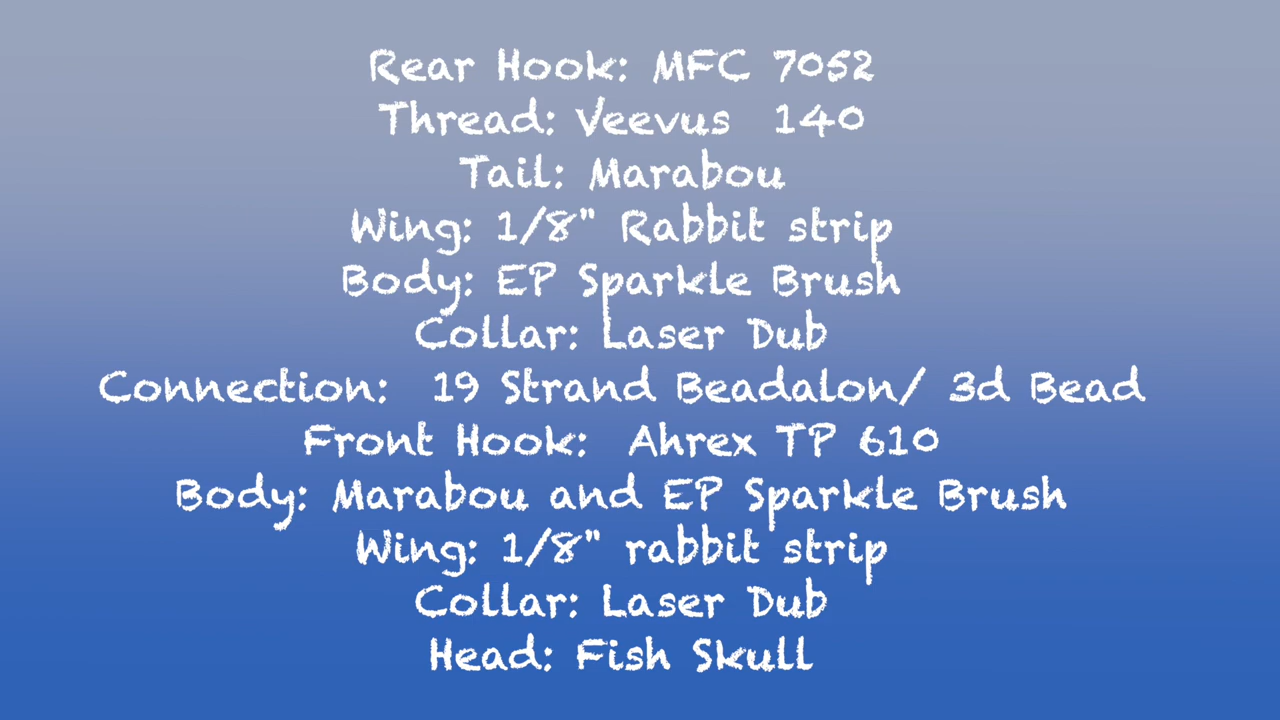 Rear Hook: MFC 7052
Thread: Veevus 140
Tail: Marabou
Wing: 1/8" Rabbit strip
Body: EP Sparkle Brush
Collar: Laser Dub
Connection: 19 Strand Beadalon/ 3d Bead
Front Hook: Ahrex TP 610
Body: Marabou and EP Sparkle Brush
Wing: 1/8" rabbit strip
Collar: Laser Dub
Head: Fish Skull